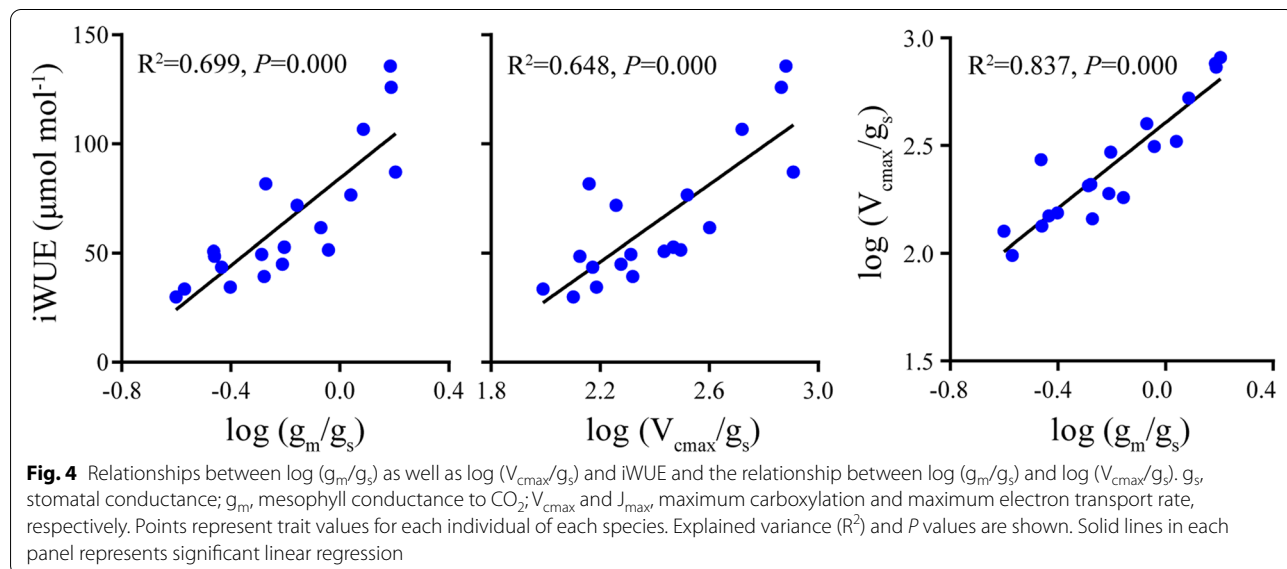 R²=0.699, P=0.000
iWUE (μmol mol⁻¹)
150
100
50
0
-0.8 -0.4 0.0 0.4
log (gₘ/gₛ)
R²=0.648, P=0.000
1.8 2.2 2.6 3.0
log (V_cmax/gₛ)
R²=0.837, P=0.000
log (V_cmax/gₛ)
3.0
2.5
2.0
1.5
-0.8 -0.4 0.0 0.4
log (gₘ/gₛ)
Fig. 4 Relationships between log (gₘ/gₛ) as well as log (V_cmax/gₛ) and iWUE and the relationship between log (gₘ/gₛ) and log (V_cmax/gₛ). gₛ,
stomatal conductance; gₘ, mesophyll conductance to CO₂; V_cmax and J_max, maximum carboxylation and maximum electron transport rate,
respectively. Points represent trait values for each individual of each species. Explained variance (R²) and P values are shown. Solid lines in each
panel represents significant linear regression